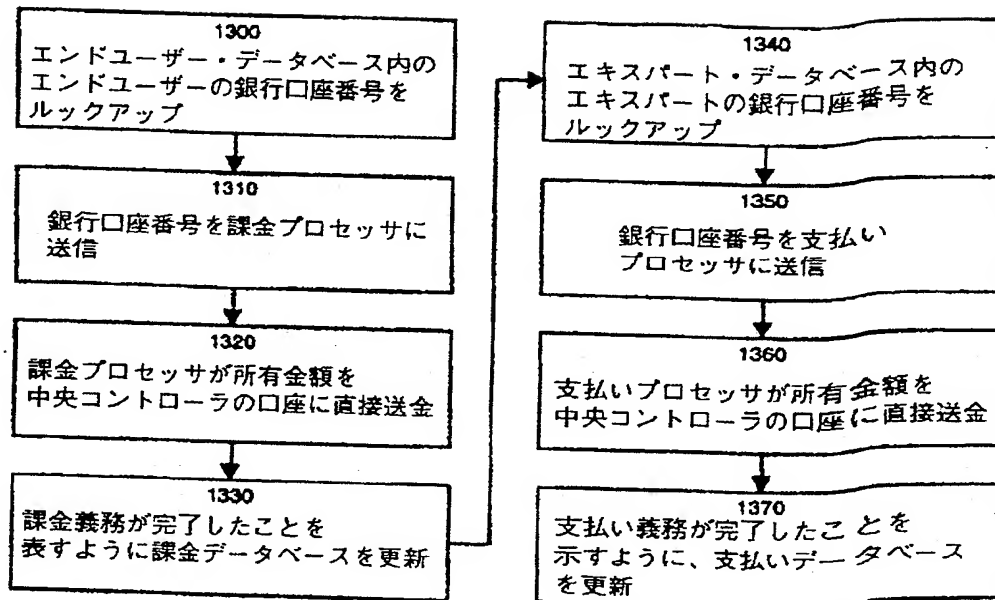 1300
エンドユーザー・データベース内の
エンドユーザーの銀行口座番号を
ルックアップ
1310
銀行口座番号を課金プロセッサに
送信
1320
課金プロセッサが所有金額を
中央コントローラの口座に直接送金
1330
課金義務が完了したことを
表すように課金データベースを更新
1340
エキスパート・データベース内の
エキスパートの銀行口座番号を
ルックアップ
1350
銀行口座番号を支払い
プロセッサに送信
1360
支払いプロセッサが所有金額を
中央コントローラの口座に直接送金
1370
支払い義務が完了したことを
示すように、支払いデータベース
を更新